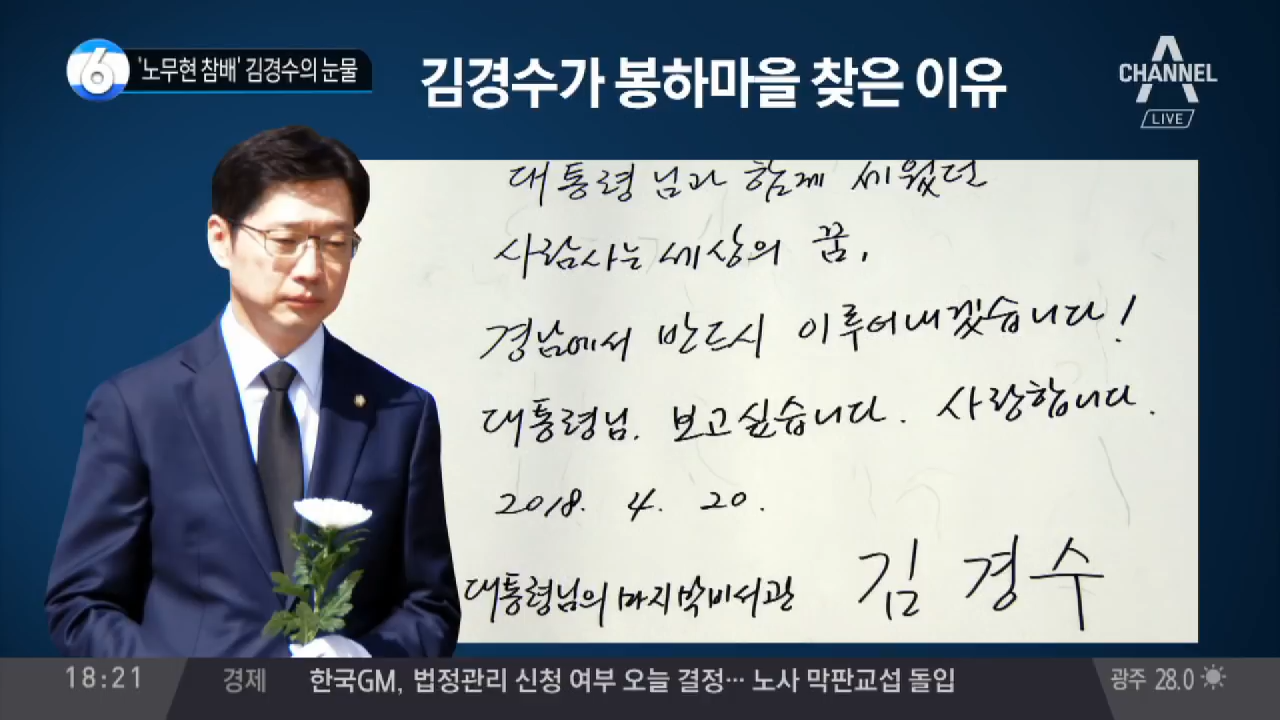 6 '노무현 참배' 김경수의 눈물
김경수가 봉하마을 찾은 이유
CHANNEL A
LIVE
대통령님과 함께 세웠던
사람사는 세상의 꿈,
경남에서 반드시 이루어내겠습니다!
대통령님. 보고싶습니다. 사랑합니다.
2018. 4. 20.
대통령님의 마지막비서관 김경수
18:21 경제 한국GM, 법정관리 신청 여부 오늘 결정… 노사 막판교섭 돌입 광주 28.0